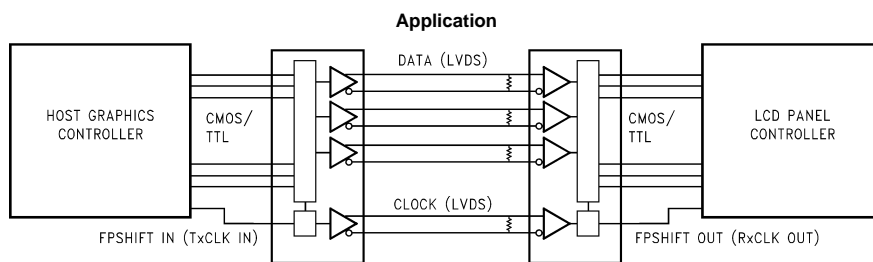 Application
DATA (LVDS)
HOST GRAPHICS
CONTROLLER
CMOS/
TTL
CMOS/
TTL
LCD PANEL
CONTROLLER
CLOCK (LVDS)
FPSHIFT IN (TxCLK IN)
FPSHIFT OUT (RxCLK OUT)